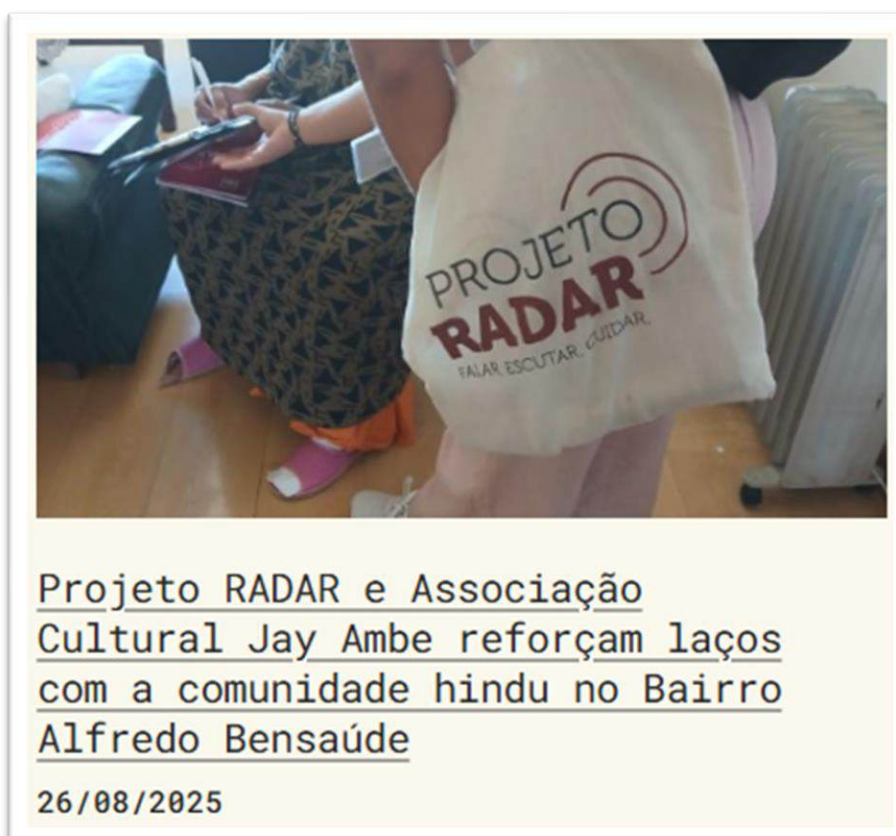 PROJETO
RADAR
FALAR. ESCUTAR. CUIDAR.
Projeto RADAR e Associação
Cultural Jay Ambe reforçam laços
com a comunidade hindu no Bairro
Alfredo Bensaúde
26/08/2025